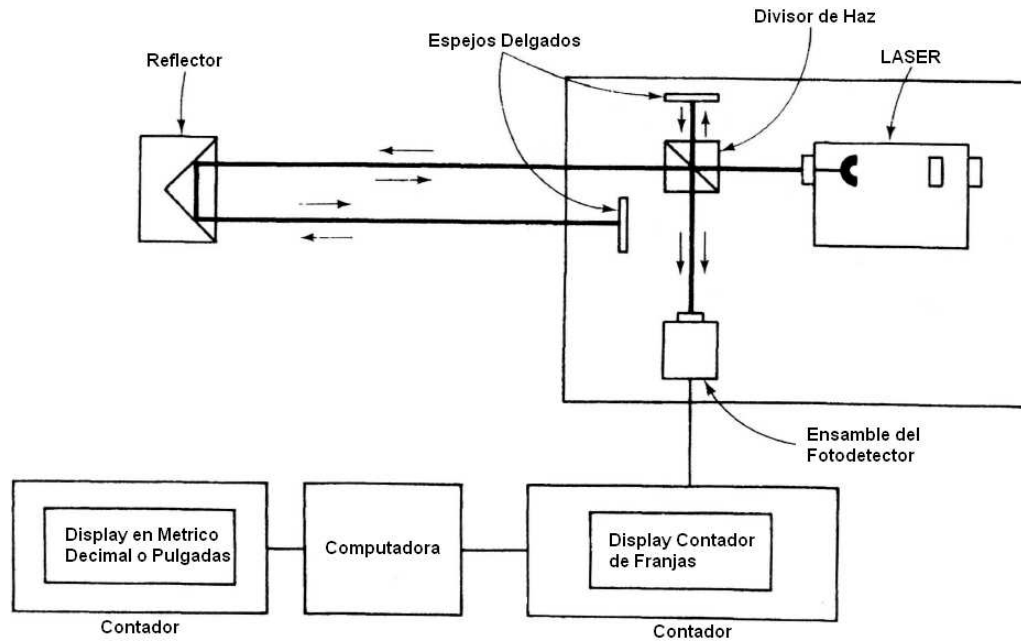 Divisor de Haz
Espejos Delgados
Reflector
LASER
Ensamble del
Fotodetector
Display en Metrico
Decimal o Pulgadas
Computadora
Display Contador
de Franjas
Contador
Contador